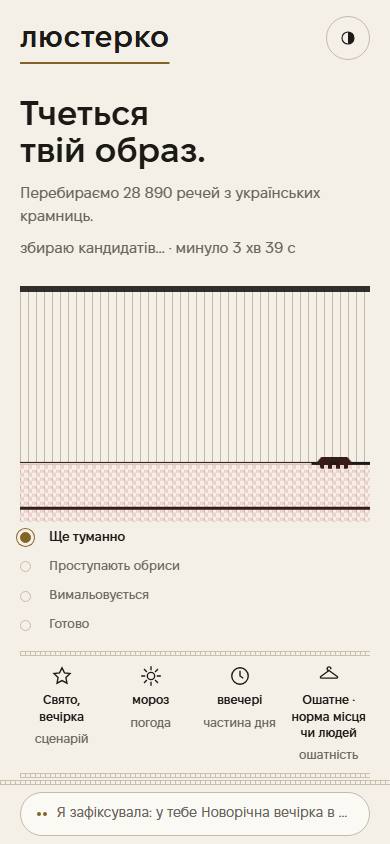 люстерко
Тчеться
твій образ.
Перебираємо 28 890 речей з українських
крамниць.
збираю кандидатів... · минуло 3 хв 39 с
Ще туманно
Проступають обриси
Вимальовується
Готово
Свято,
вечірка
сценарій
мороз
погода
ввечері
частина дня
Ошатне ·
норма місця
чи людей
ошатність
Я зафіксувала: у тебе Новорічна вечірка в ...